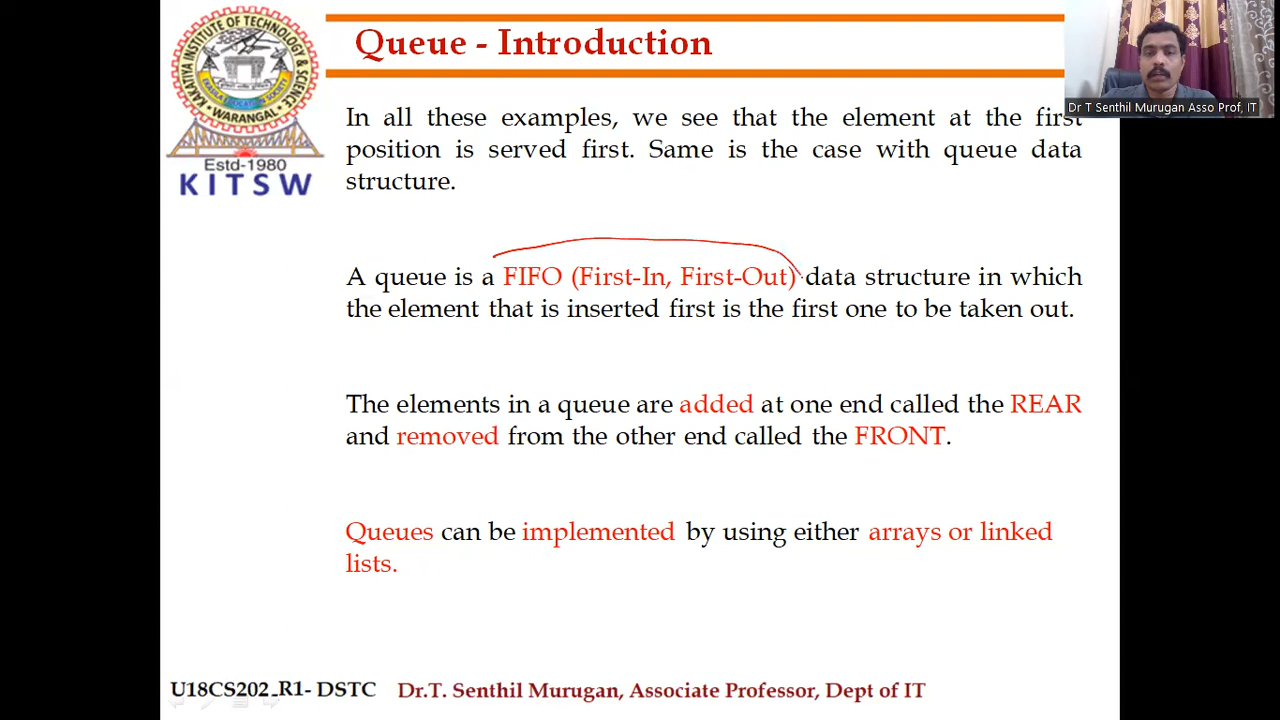 KAKATIYA INSTITUTE OF TECHNOLOGY & SCIENCE
WARANGAL
Estd-1980
KITSW
Queue - Introduction
Dr T Senthil Murugan Asso Prof, IT
In all these examples, we see that the element at the first
position is served first. Same is the case with queue data
structure.
A queue is a FIFO (First-In, First-Out) data structure in which
the element that is inserted first is the first one to be taken out.
The elements in a queue are added at one end called the REAR
and removed from the other end called the FRONT.
Queues can be implemented by using either arrays or linked
lists.
U18CS202_R1- DSTC Dr.T. Senthil Murugan, Associate Professor, Dept of IT